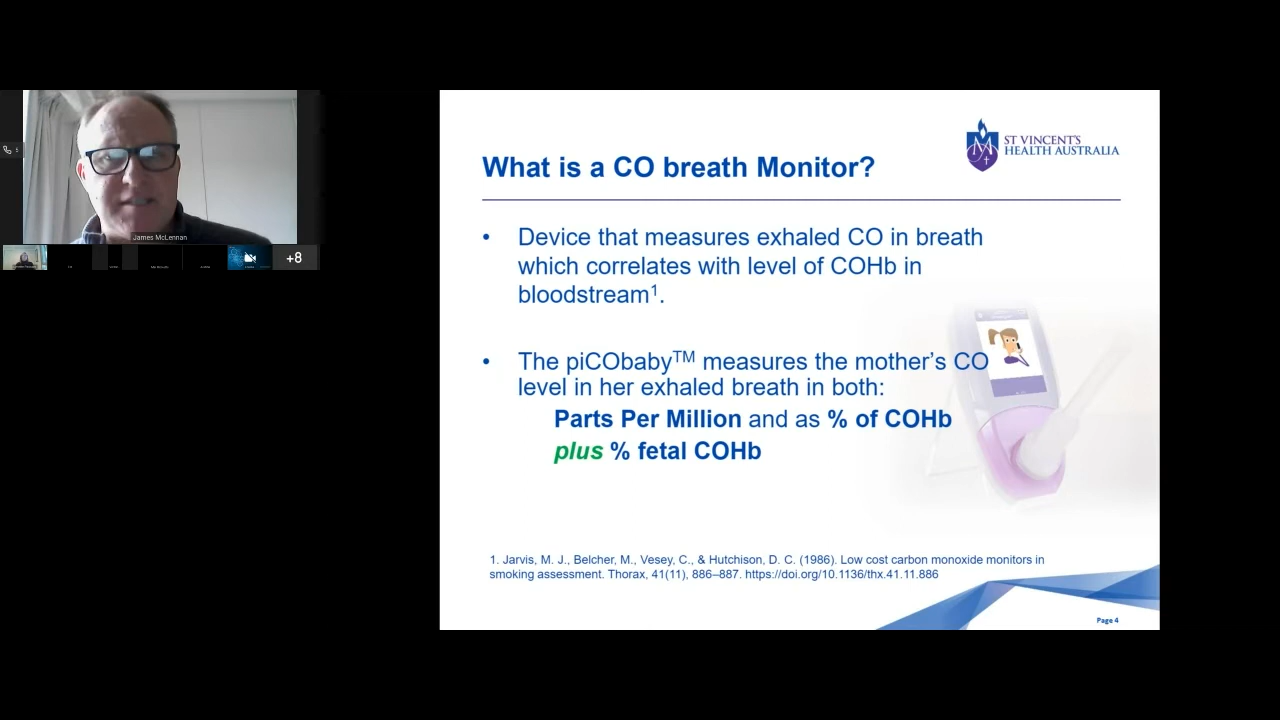 5
James McLennan
+8
ST VINCENT'S
HEALTH AUSTRALIA
What is a CO breath Monitor?
• Device that measures exhaled CO in breath
which correlates with level of COHb in
bloodstream¹.
• The piCObaby™ measures the mother's CO
level in her exhaled breath in both:
Parts Per Million and as % of COHb
plus % fetal COHb
1. Jarvis, M. J., Belcher, M., Vesey, C., & Hutchison, D. C. (1986). Low cost carbon monoxide monitors in
smoking assessment. Thorax, 41(11), 886–887. https://doi.org/10.1136/thx.41.11.886
Page 4